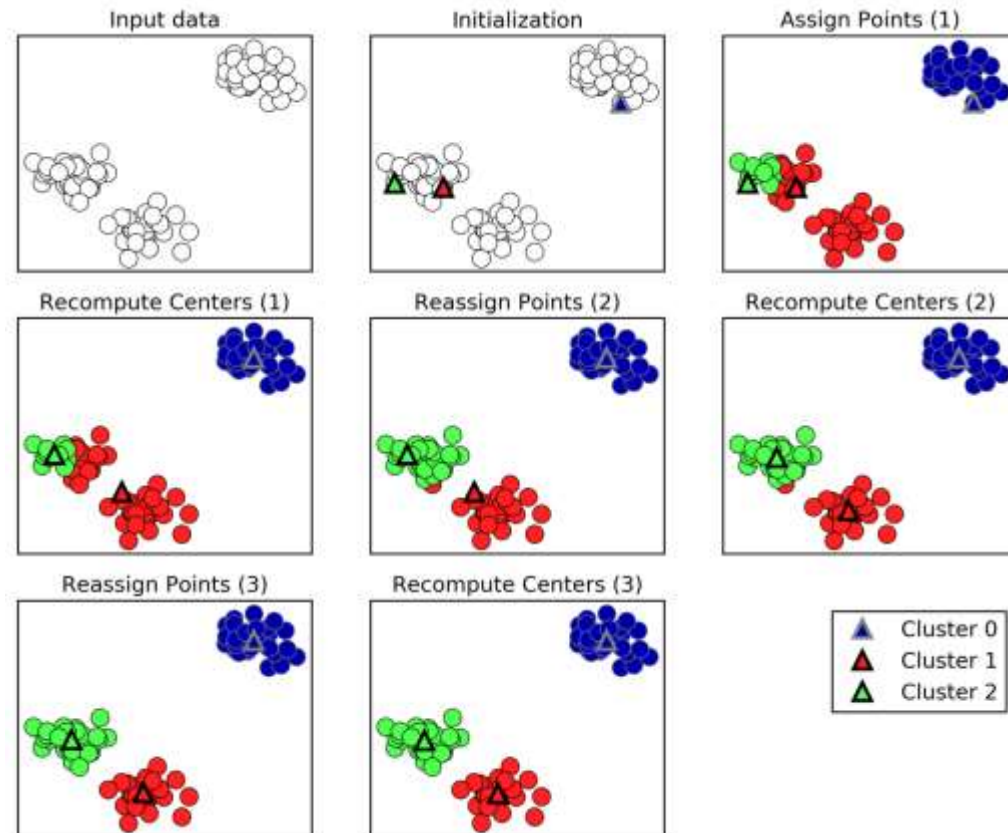 Input data
Initialization
Assign Points (1)
Recompute Centers (1)
Reassign Points (2)
Recompute Centers (2)
Reassign Points (3)
Recompute Centers (3)
Cluster 0
Cluster 1
Cluster 2